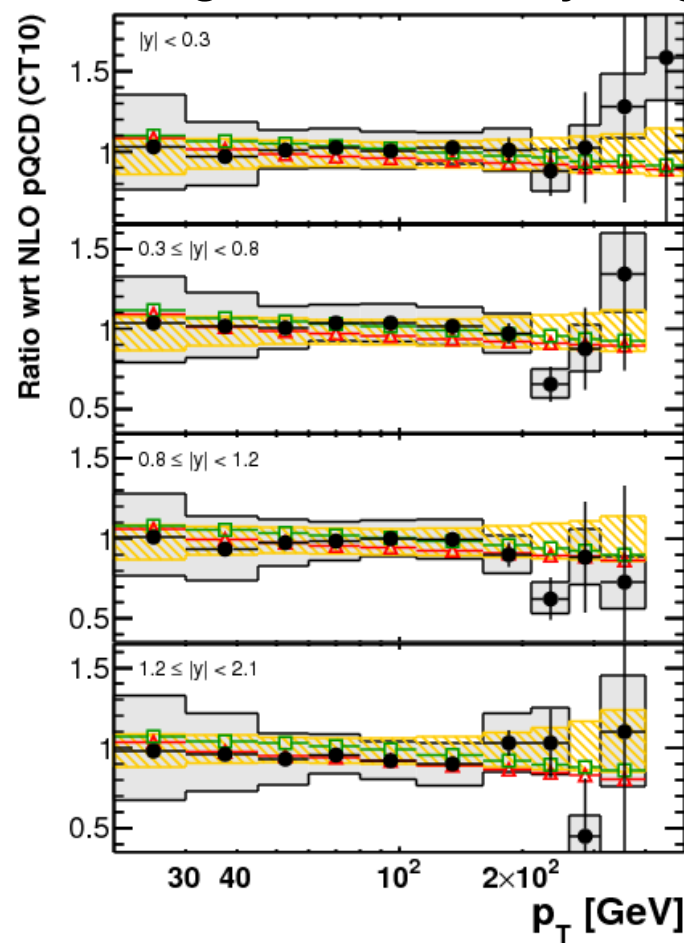 Ratio wrt NLO pQCD (CT10)
|y| < 0.3
1.5
1
0.3 ≤ |y| < 0.8
1.5
1
0.5
0.8 ≤ |y| < 1.2
1.5
1
0.5
1.2 ≤ |y| < 2.1
1.5
1
0.5
30 40 10² 2×10²
p_T [GeV]